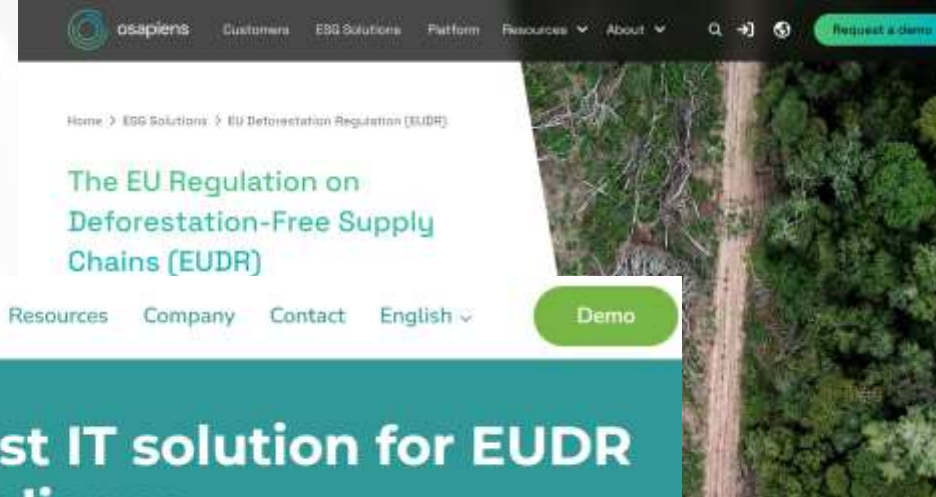 osapiens Customers ESG Solutions Platform Resources About Request a demo
Home > ESG Solutions > EU Deforestation Regulation (EUDR)
The EU Regulation on
Deforestation-Free Supply
Chains (EUDR)
Resources Company Contact English Demo
st IT solution for EUDR